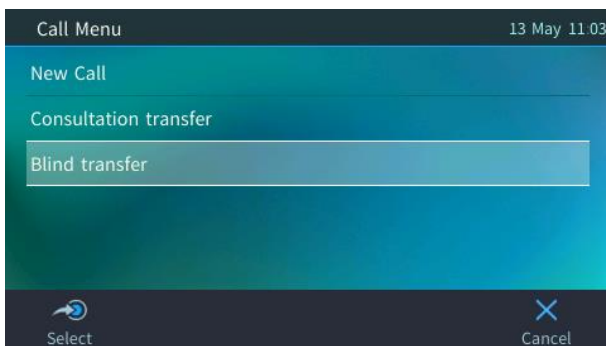 Call Menu 13 May 11:03
New Call
Consultation transfer
Blind transfer
Select Cancel